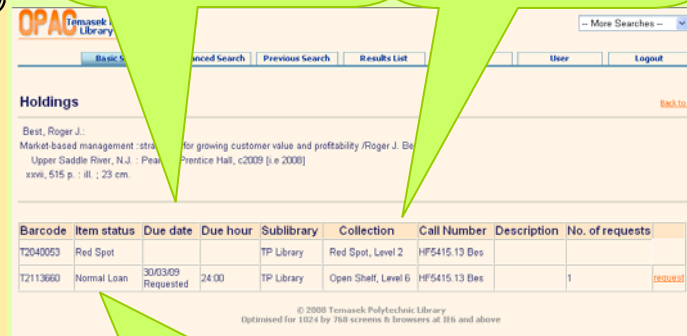 OPAC Temasek
Library
-- More Searches --
Basic S anced Search Previous Search Results List User Logout
Holdings
Back to
Best, Roger J.:
Market-based management :stra for growing customer value and profitability /Roger J. Be
Upper Saddle River, N.J. : Pea Prentice Hall, c2009 [i.e 2008]
xxvii, 515 p. : ill. ; 23 cm.
Barcode Item status Due date Due hour Sublibrary Collection Call Number Description No. of requests
T2040053 Red Spot TP Library Red Spot, Level 2 HF5415.13 Bes
T2113660 Normal Loan 30/03/09 Requested 24:00 TP Library Open Shelf, Level 6 HF5415.13 Bes 1 request
© 2008 Temasek Polytechnic Library
Optimised for 1024 by 768 screens & browsers at IE6 and above